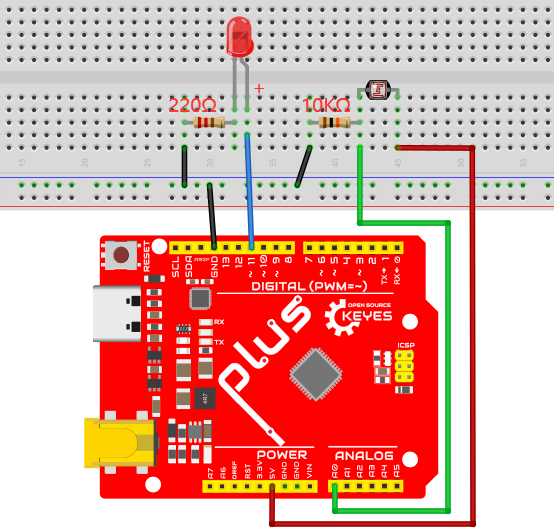 +
220Ω
10KΩ
15 20 25 30 35 40 45 50 55
RESET
SCL SDA AREF GND 13 12 ~11 ~10 ~9 8 7 ~6 ~5 4 ~3 2 TX→1 RX←0
DIGITAL (PWM=~)
OPEN SOURCE
KEYES
RX
TX
plus
ICSP
4R7
POWER
ANALOG
A7 A6 OREF RST 3.3V 5V GND GND VIN A0 A1 A2 A3 A4 A5